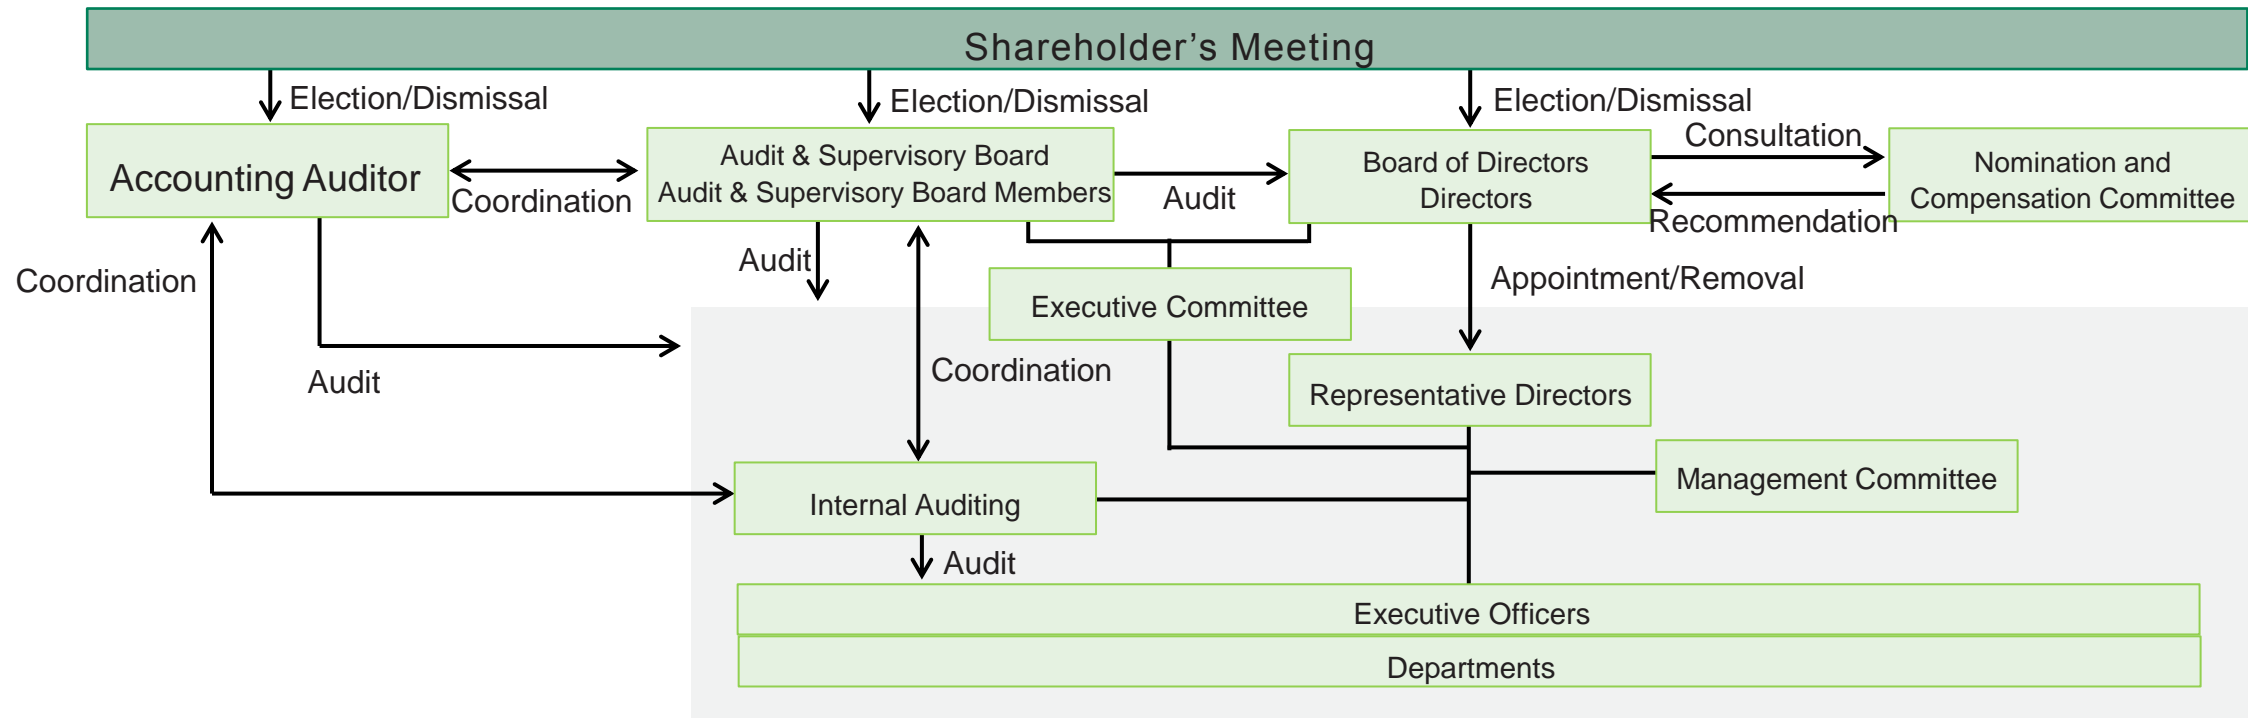 Shareholder’s Meeting
Election/Dismissal
Election/Dismissal
Election/Dismissal
Accounting Auditor
Coordination
Audit & Supervisory Board
Audit & Supervisory Board Members
Audit
Board of Directors
Directors
Consultation
Recommendation
Nomination and
Compensation Committee
Coordination
Audit
Audit
Executive Committee
Appointment/Removal
Coordination
Representative Directors
Management Committee
Internal Auditing
Audit
Executive Officers
Departments